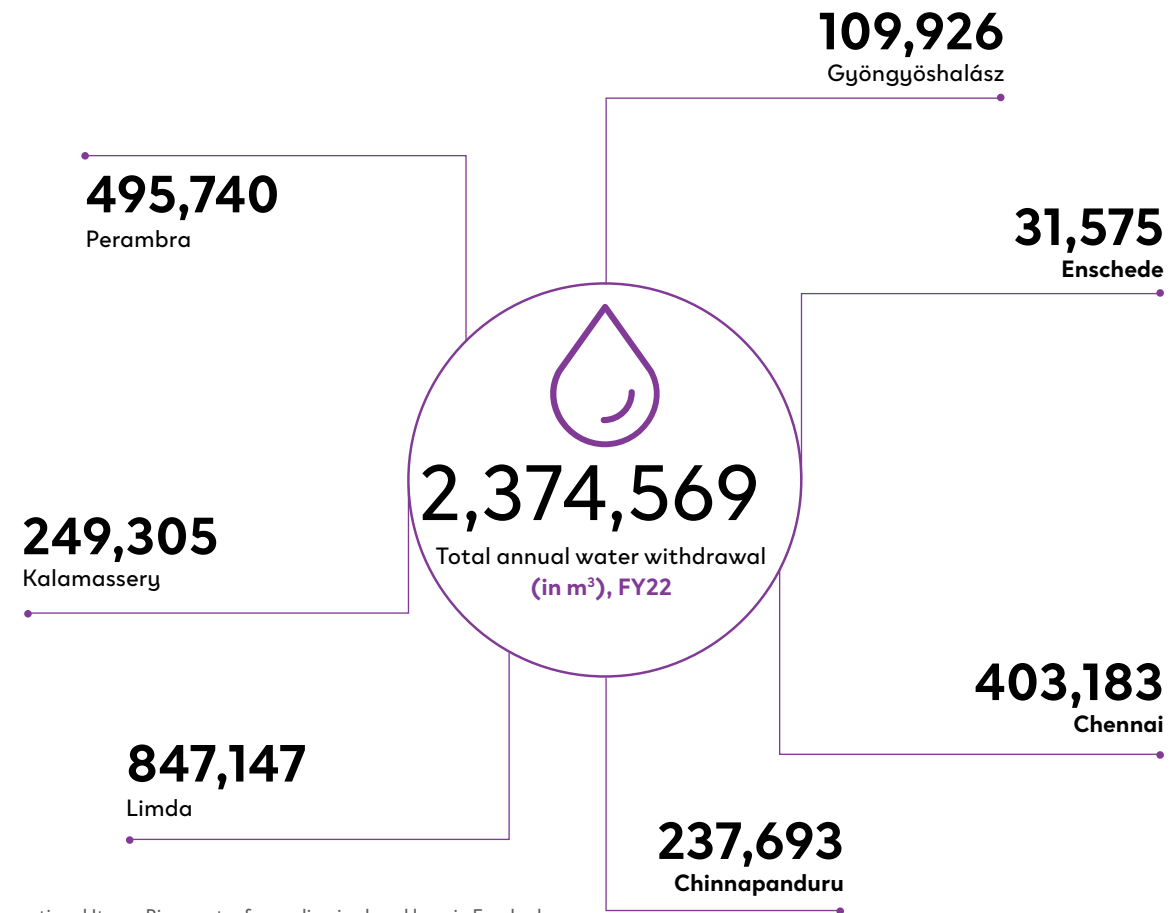 109,926
Gyöngyöshalász
495,740
Perambra
31,575
Enschede
2,374,569
Total annual water withdrawal
(in m³), FY22
249,305
Kalamassery
403,183
Chennai
847,147
Limda
237,693
Chinnapanduru